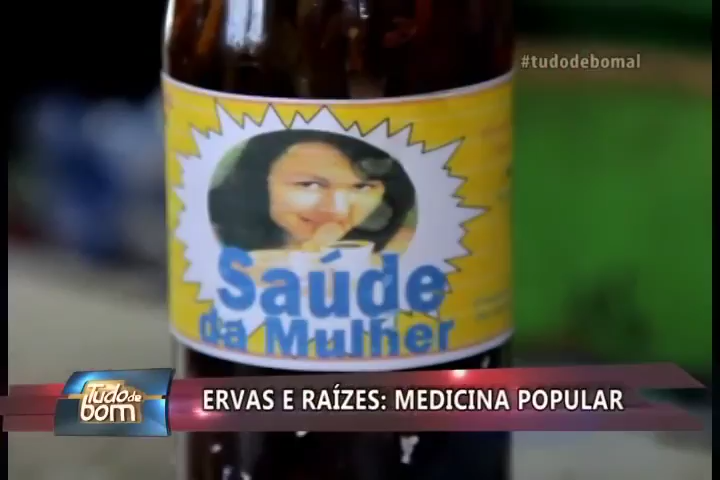 #tudodebomal
Saúde
da Mulher
Tudo de
bom
ERVAS E RAÍZES: MEDICINA POPULAR